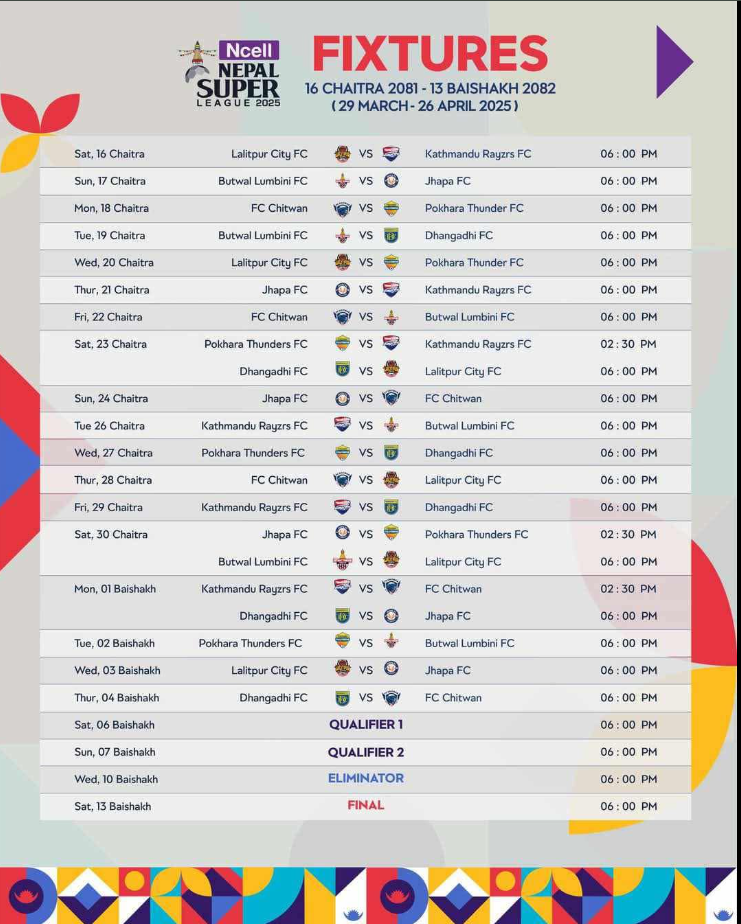 Ncell
NEPAL
SUPER
LEAGUE 2025
FIXTURES
16 CHAITRA 2081 - 13 BAISHAKH 2082
( 29 MARCH - 26 APRIL 2025 )
Sat, 16 Chaitra Lalitpur City FC VS Kathmandu Rayzrs FC 06 : 00 PM
Sun, 17 Chaitra Butwal Lumbini FC VS Jhapa FC 06 : 00 PM
Mon, 18 Chaitra FC Chitwan VS Pokhara Thunder FC 06 : 00 PM
Tue, 19 Chaitra Butwal Lumbini FC VS Dhangadhi FC 06 : 00 PM
Wed, 20 Chaitra Lalitpur City FC VS Pokhara Thunder FC 06 : 00 PM
Thur, 21 Chaitra Jhapa FC VS Kathmandu Rayzrs FC 06 : 00 PM
Fri, 22 Chaitra FC Chitwan VS Butwal Lumbini FC 06 : 00 PM
Sat, 23 Chaitra Pokhara Thunders FC VS Kathmandu Rayzrs FC 02 : 30 PM
Dhangadhi FC VS Lalitpur City FC 06 : 00 PM
Sun, 24 Chaitra Jhapa FC VS FC Chitwan 06 : 00 PM
Tue 26 Chaitra Kathmandu Rayzrs FC VS Butwal Lumbini FC 06 : 00 PM
Wed, 27 Chaitra Pokhara Thunders FC VS Dhangadhi FC 06 : 00 PM
Thur, 28 Chaitra FC Chitwan VS Lalitpur City FC 06 : 00 PM
Fri, 29 Chaitra Kathmandu Rayzrs FC VS Dhangadhi FC 06 : 00 PM
Sat, 30 Chaitra Jhapa FC VS Pokhara Thunders FC 02 : 30 PM
Butwal Lumbini FC VS Lalitpur City FC 06 : 00 PM
Mon, 01 Baishakh Kathmandu Rayzrs FC VS FC Chitwan 02 : 30 PM
Dhangadhi FC VS Jhapa FC 06 : 00 PM
Tue, 02 Baishakh Pokhara Thunders FC VS Butwal Lumbini FC 06 : 00 PM
Wed, 03 Baishakh Lalitpur City FC VS Jhapa FC 06 : 00 PM
Thur, 04 Baishakh Dhangadhi FC VS FC Chitwan 06 : 00 PM
Sat, 06 Baishakh QUALIFIER 1 06 : 00 PM
Sun, 07 Baishakh QUALIFIER 2 06 : 00 PM
Wed, 10 Baishakh ELIMINATOR 06 : 00 PM
Sat, 13 Baishakh FINAL 06 : 00 PM